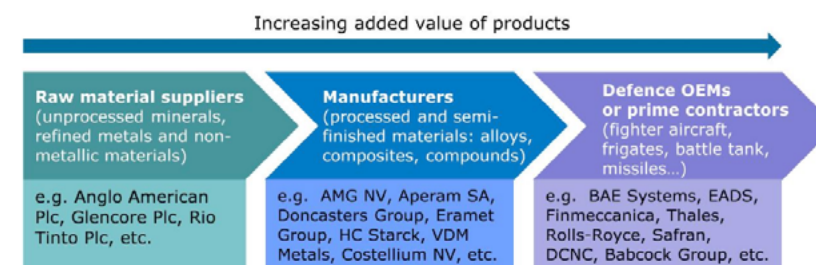 Increasing added value of products
Raw material suppliers
(unprocessed minerals,
refined metals and non-
metallic materials)
e.g. Anglo American
Plc, Glencore Plc, Rio
Tinto Plc, etc.
Manufacturers
(processed and semi-
finished materials: alloys,
composites, compounds)
e.g. AMG NV, Aperam SA,
Doncasters Group, Eramet
Group, HC Starck, VDM
Metals, Costellium NV, etc.
Defence OEMs
or prime contractors
(fighter aircraft,
frigates, battle tank,
missiles...)
e.g. BAE Systems, EADS,
Finmeccanica, Thales,
Rolls-Royce, Safran,
DCNC, Babcock Group, etc.